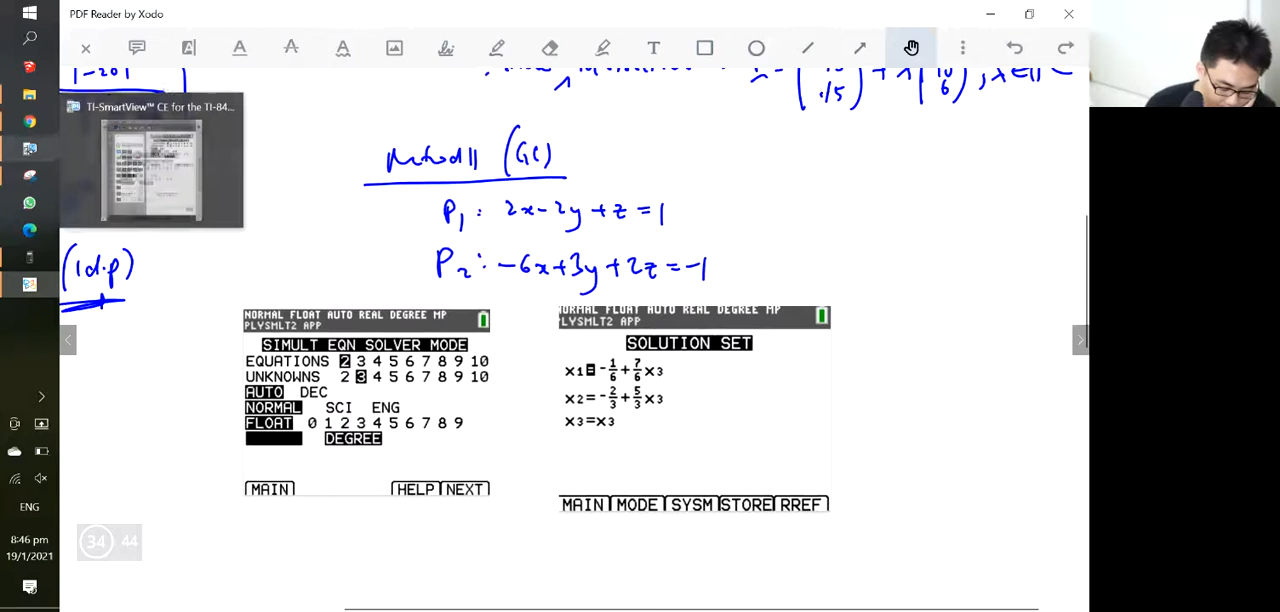 PDF Reader by Xodo
TI-SmartView™ CE for the TI-84...
(1d.p)
Method II (GC)
P1: 2x-2y+z=1
P2: -6x+3y+2z=-1
NORMAL FLOAT AUTO REAL DEGREE MP
PLYSMLT2 APP
SIMULT EQN SOLVER MODE
EQUATIONS 2 3 4 5 6 7 8 9 10
UNKNOWNS 2 3 4 5 6 7 8 9 10
AUTO DEC
NORMAL SCI ENG
FLOAT 0 1 2 3 4 5 6 7 8 9
DEGREE
MAIN HELP NEXT
NORMAL FLOAT AUTO REAL DEGREE MP
PLYSMLT2 APP
SOLUTION SET
x1=-1/6+7/6x3
x2=-2/3+5/3x3
x3=x3
MAIN MODE SYSM STORE RREF
ENG
8:46 pm
19/1/2021
34 44